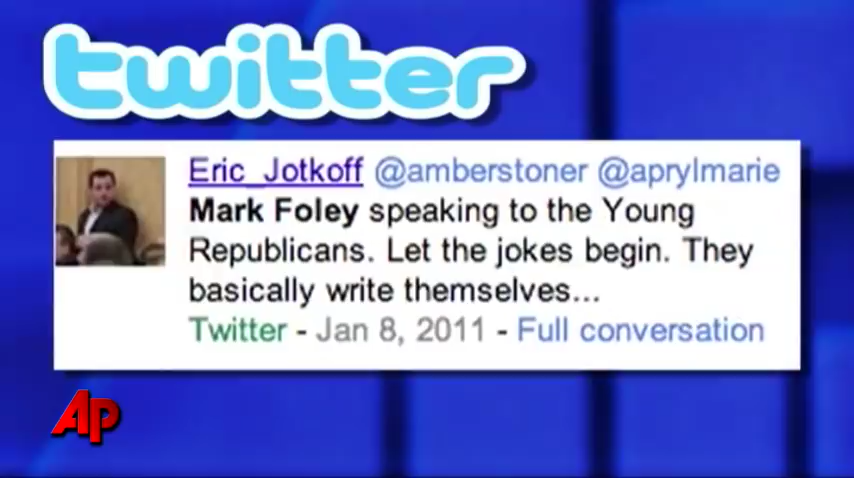 twitter
Eric_Jotkoff @amberstoner @aprylmarie
Mark Foley speaking to the Young
Republicans. Let the jokes begin. They
basically write themselves...
Twitter - Jan 8, 2011 - Full conversation
AP